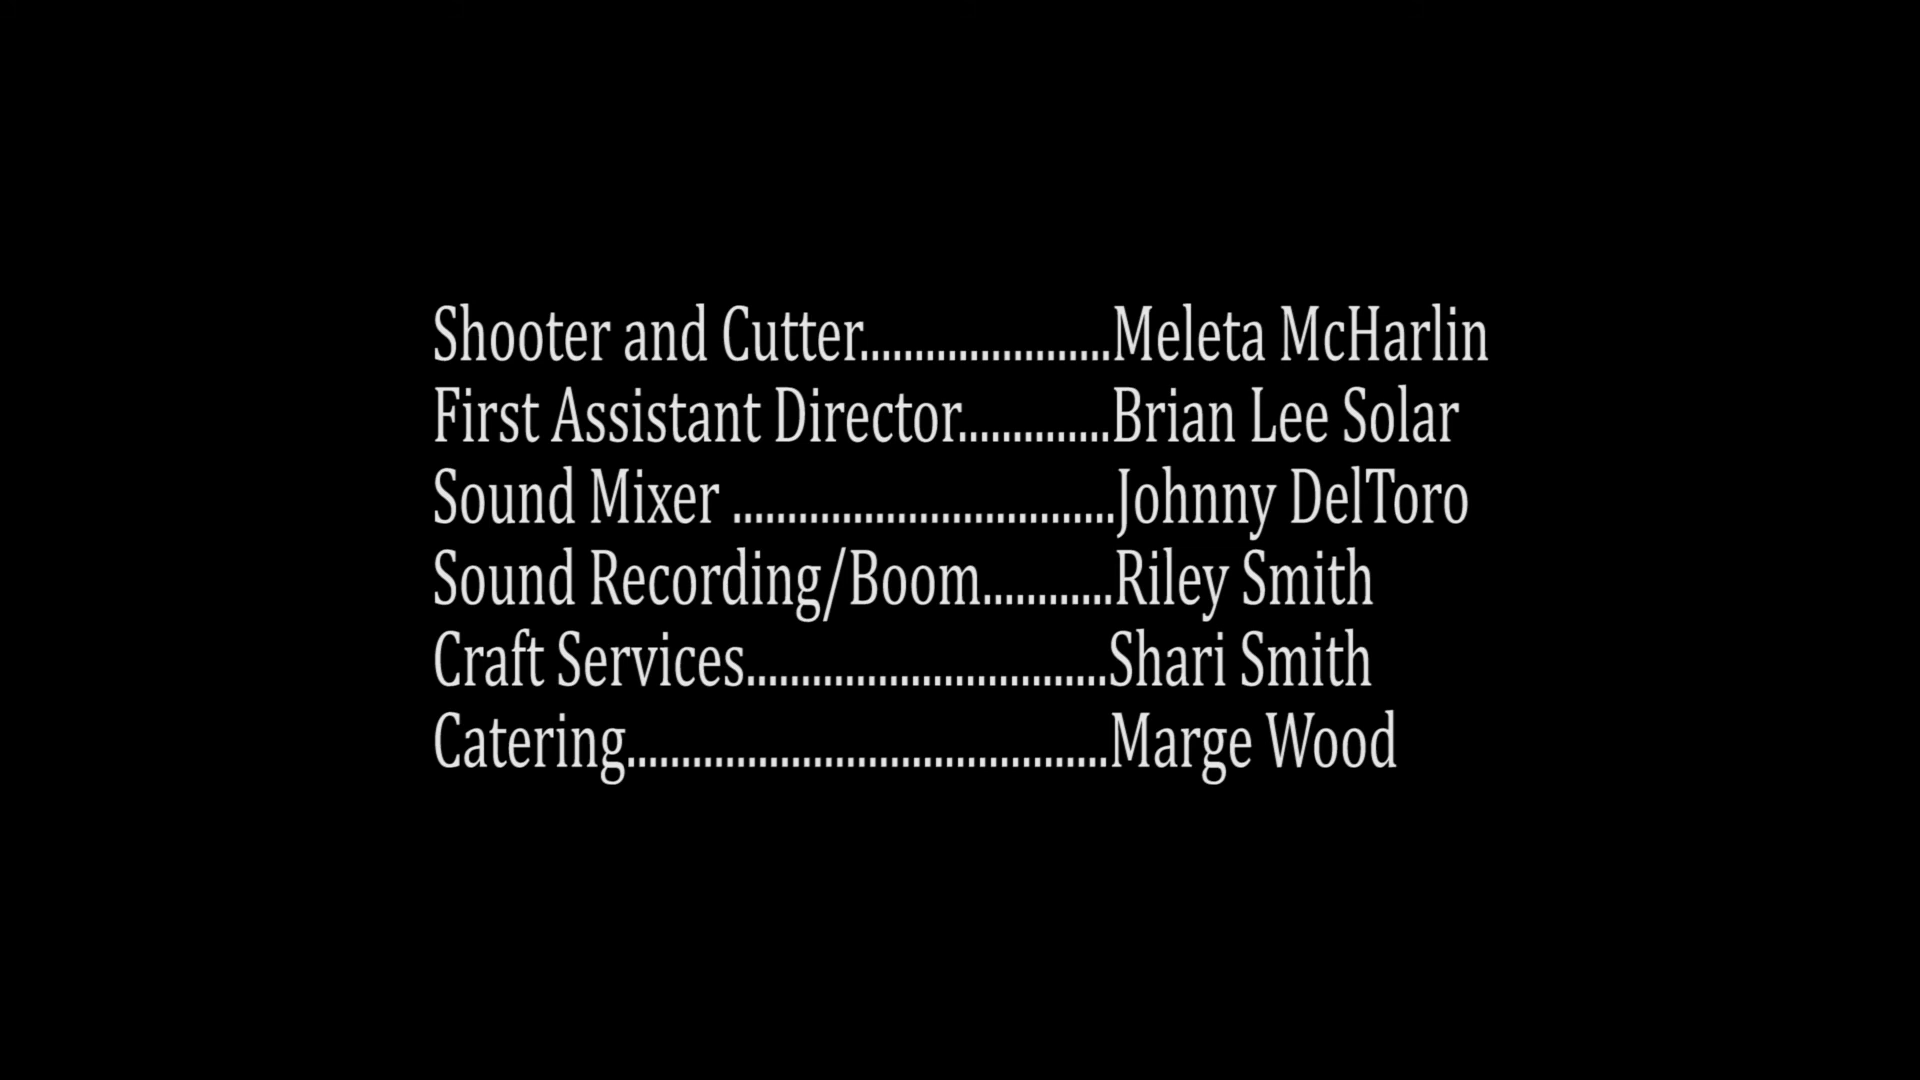 Shooter and Cutter.......................Meleta McHarlin
First Assistant Director..............Brian Lee Solar
Sound Mixer ...................................Johnny DelToro
Sound Recording/Boom............Riley Smith
Craft Services.................................Shari Smith
Catering............................................Marge Wood